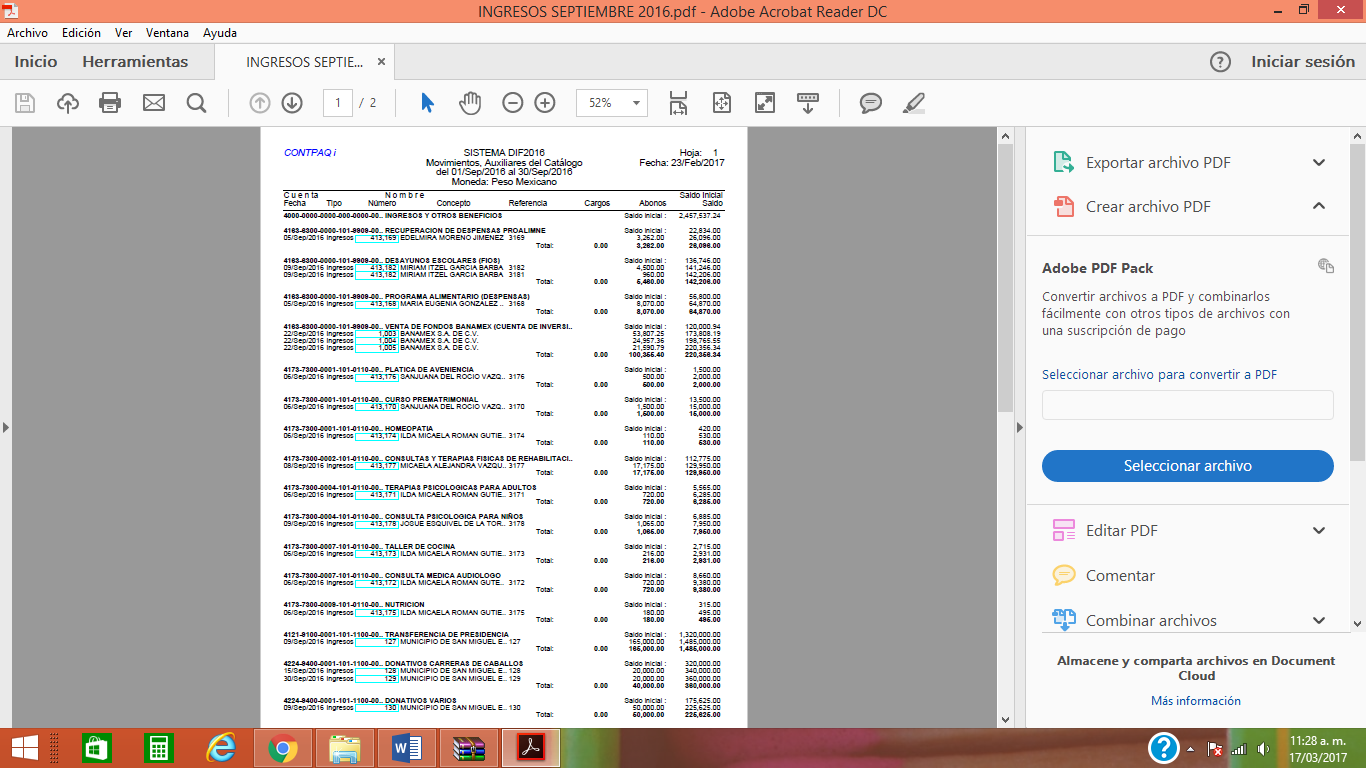 INGRESOS SEPTIEMBRE 2016.pdf - Adobe Acrobat Reader DC
Archivo Edición Ver Ventana Ayuda
Inicio Herramientas INGRESOS SEPTIE... × Iniciar sesión
1 / 2 52%
CONTPAQ i SISTEMA DIF2016 Hoja: 1
Movimientos, Auxiliares del Catálogo Fecha: 23/Feb/2017
del 01/Sep/2016 al 30/Sep/2016
Moneda: Peso Mexicano
C u e n t a N o m b r e Saldo Inicial
Fecha Tipo Número Concepto Referencia Cargos Abonos Saldo
4000-0000-0000-000-0000-00.. INGRESOS Y OTROS BENEFICIOS Saldo Inicial : 2,457,537.24
4163-6300-0000-101-9909-00.. RECUPERACION DE DESPENSAS PROALIMNE Saldo Inicial : 22,834.00
05/Sep/2016 Ingresos 413,169 EDELMIRA MORENO JIMENEZ 3169 3,262.00 26,096.00
Total: 0.00 3,262.00 26,096.00
4163-6300-0000-101-9909-00.. DESAYUNOS ESCOLARES (FIOS) Saldo Inicial : 136,746.00
09/Sep/2016 Ingresos 413,182 MIRIAM ITZEL GARCIA BARBA 3182 4,500.00 141,246.00
09/Sep/2016 Ingresos 413,182 MIRIAM ITZEL GARCIA BARBA 3181 960.00 142,206.00
Total: 0.00 5,460.00 142,206.00
4163-6300-0000-101-9909-00.. PROGRAMA ALIMENTARIO (DESPENSAS) Saldo Inicial : 56,800.00
05/Sep/2016 Ingresos 413,168 MARIA EUGENIA GONZALEZ .. 3168 8,070.00 64,870.00
Total: 0.00 8,070.00 64,870.00
4163-6300-0000-101-9909-00.. VENTA DE FONDOS BANAMEX (CUENTA DE INVERSI.. Saldo Inicial : 120,000.94
22/Sep/2016 Ingresos 1,003 BANAMEX S.A. DE C.V. 53,807.25 173,808.19
22/Sep/2016 Ingresos 1,004 BANAMEX S.A. DE C.V. 24,957.36 198,765.55
22/Sep/2016 Ingresos 1,005 BANAMEX S.A. DE C.V. 21,590.79 220,356.34
Total: 0.00 100,355.40 220,356.34
4173-7300-0001-101-0110-00.. PLATICA DE AVENIENCIA Saldo Inicial : 1,500.00
06/Sep/2016 Ingresos 413,176 SANJUANA DEL ROCIO VAZQ.. 3176 500.00 2,000.00
Total: 0.00 500.00 2,000.00
4173-7300-0001-101-0110-00.. CURSO PREMATRIMONIAL Saldo Inicial : 13,500.00
06/Sep/2016 Ingresos 413,170 SANJUANA DEL ROCIO VAZQ.. 3170 1,500.00 15,000.00
Total: 0.00 1,500.00 15,000.00
4173-7300-0001-101-0110-00.. HOMEOPATIA Saldo Inicial : 420.00
06/Sep/2016 Ingresos 413,174 ILDA MICAELA ROMAN GUTIE.. 3174 110.00 530.00
Total: 0.00 110.00 530.00
4173-7300-0002-101-0110-00.. CONSULTAS Y TERAPIAS FISICAS DE REHABILITACI.. Saldo Inicial : 112,775.00
08/Sep/2016 Ingresos 413,177 MICAELA ALEJANDRA VAZQU.. 3177 17,175.00 129,950.00
Total: 0.00 17,175.00 129,950.00
4173-7300-0004-101-0110-00.. TERAPIAS PSICOLOGICAS PARA ADULTOS Saldo Inicial : 5,565.00
06/Sep/2016 Ingresos 413,171 ILDA MICAELA ROMAN GUTIE.. 3171 720.00 6,285.00
Total: 0.00 720.00 6,285.00
4173-7300-0004-101-0110-00.. CONSULTA PSICOLOGICA PARA NIÑOS Saldo Inicial : 6,885.00
09/Sep/2016 Ingresos 413,178 JOSUE ESQUIVEL DE LA TOR.. 3178 1,065.00 7,950.00
Total: 0.00 1,065.00 7,950.00
4173-7300-0007-101-0110-00.. TALLER DE COCINA Saldo Inicial : 2,715.00
06/Sep/2016 Ingresos 413,173 ILDA MICAELA ROMAN GUTIE.. 3173 216.00 2,931.00
Total: 0.00 216.00 2,931.00
4173-7300-0007-101-0110-00.. CONSULTA MEDICA AUDIOLOGO Saldo Inicial : 8,660.00
06/Sep/2016 Ingresos 413,172 ILDA MICAELA ROMAN GUTE.. 3172 720.00 9,380.00
Total: 0.00 720.00 9,380.00
4173-7300-0009-101-0110-00.. NUTRICION Saldo Inicial : 315.00
06/Sep/2016 Ingresos 413,175 ILDA MICAELA ROMAN GUTIE.. 3175 180.00 495.00
Total: 0.00 180.00 495.00
4121-9100-0001-101-1100-00.. TRANSFERENCIA DE PRESIDENCIA Saldo Inicial : 1,320,000.00
09/Sep/2016 Ingresos 127 MUNICIPIO DE SAN MIGUEL E.. 127 165,000.00 1,485,000.00
Total: 0.00 165,000.00 1,485,000.00
4224-9400-0001-101-1100-00.. DONATIVOS CARRERAS DE CABALLOS Saldo Inicial : 320,000.00
15/Sep/2016 Ingresos 128 MUNICIPIO DE SAN MIGUEL E.. 128 20,000.00 340,000.00
30/Sep/2016 Ingresos 129 MUNICIPIO DE SAN MIGUEL E.. 129 20,000.00 360,000.00
Total: 0.00 40,000.00 360,000.00
4224-9400-0001-101-1100-00.. DONATIVOS VARIOS Saldo Inicial : 175,625.00
09/Sep/2016 Ingresos 130 MUNICIPIO DE SAN MIGUEL E.. 130 50,000.00 225,625.00
Total: 0.00 50,000.00 225,625.00
Exportar archivo PDF
Crear archivo PDF
Adobe PDF Pack
Convertir archivos a PDF y combinarlos
fácilmente con otros tipos de archivos con
una suscripción de pago
Seleccionar archivo para convertir a PDF
Seleccionar archivo
Editar PDF
Comentar
Combinar archivos
Almacene y comparta archivos en Document
Cloud
Más información
11:28 a. m.
17/03/2017